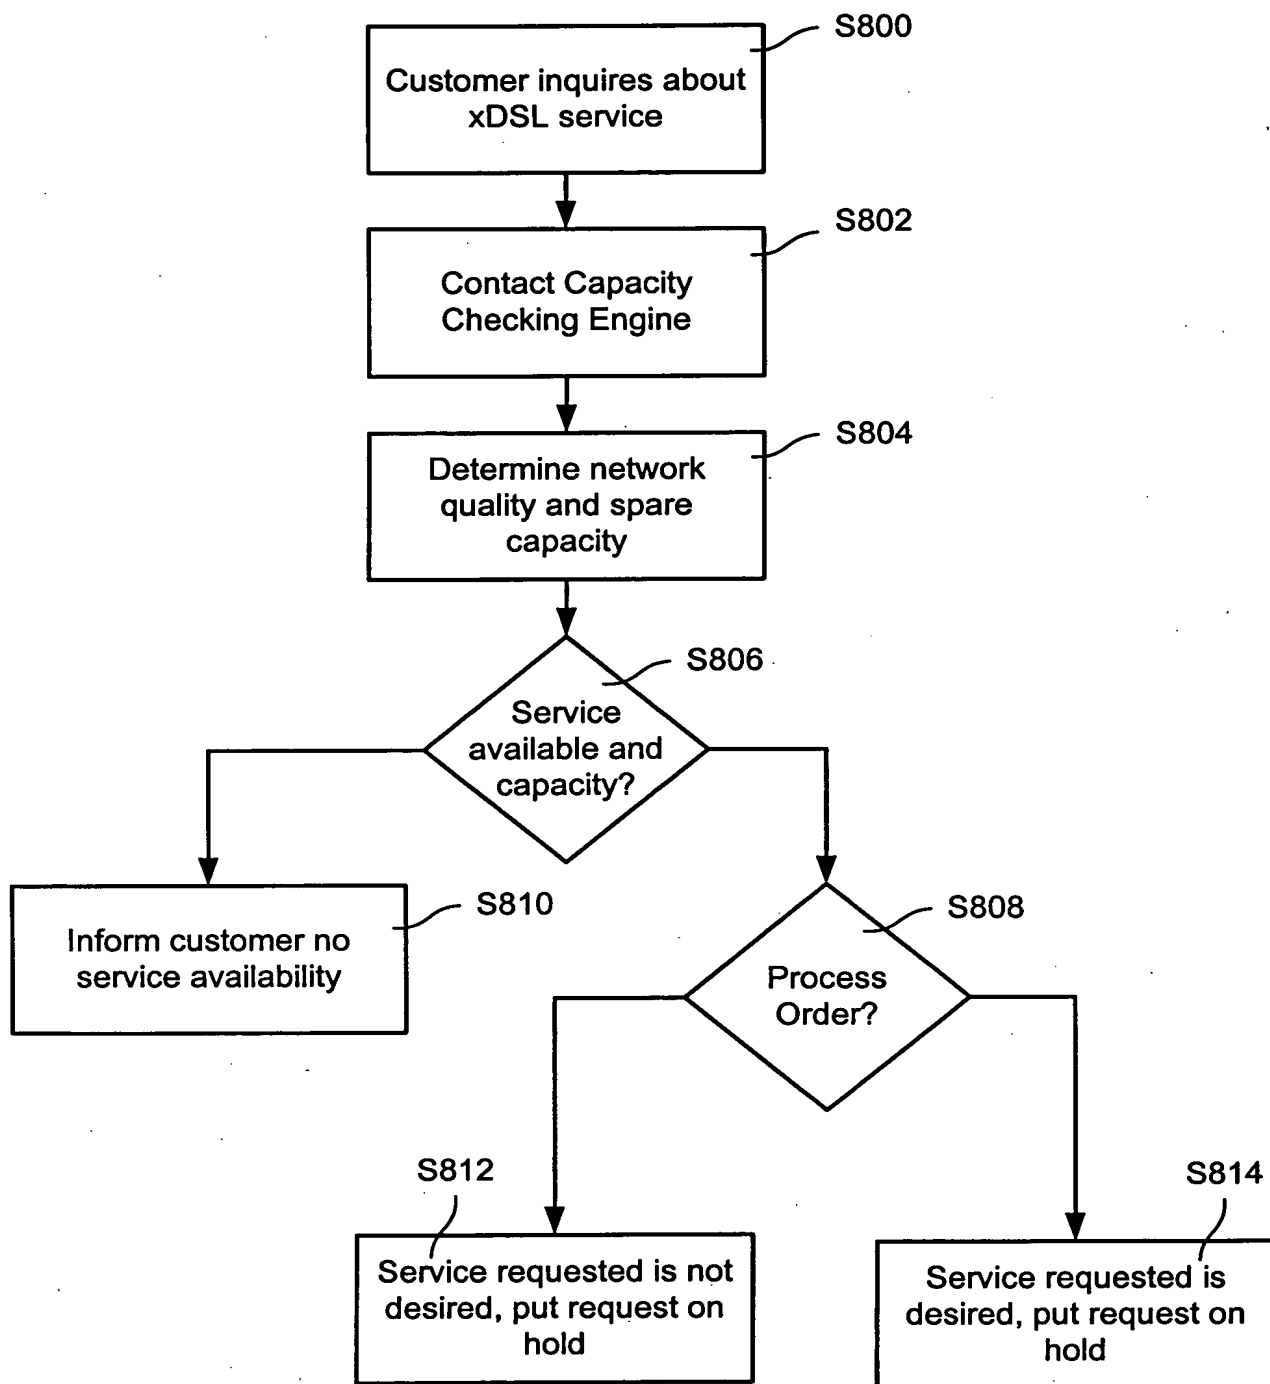 S800
Customer inquires about
xDSL service
S802
Contact Capacity
Checking Engine
S804
Determine network
quality and spare
capacity
S806
Service
available and
capacity?
S810
Inform customer no
service availability
S808
Process
Order?
S812
Service requested is not
desired, put request on
hold
S814
Service requested is
desired, put request on
hold